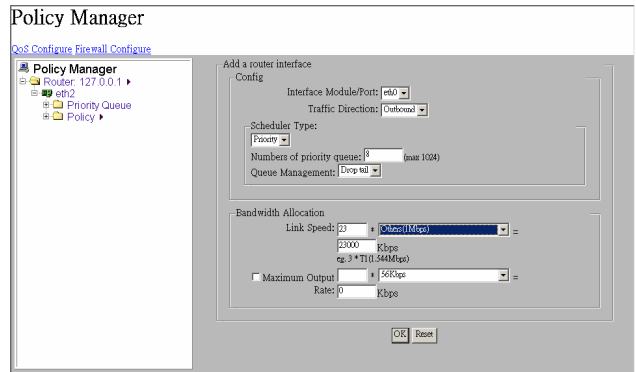 Policy Manager
QoS Configure Firewall Configure
Policy Manager
Router: 127.0.0.1
eth2
Priority Queue
Policy
Add a router interface
Config
Interface Module/Port: eth0
Traffic Direction: Outbound
Scheduler Type:
Priority
Numbers of priority queue: 8 (max 1024)
Queue Management: Drop tail
Bandwidth Allocation
Link Speed: 23 * Others(1Mbps) =
23000 Kbps
eg. 3 * T1(1.544Mbps)
Maximum Output * 56Kbps =
Rate: 0 Kbps
OK Reset